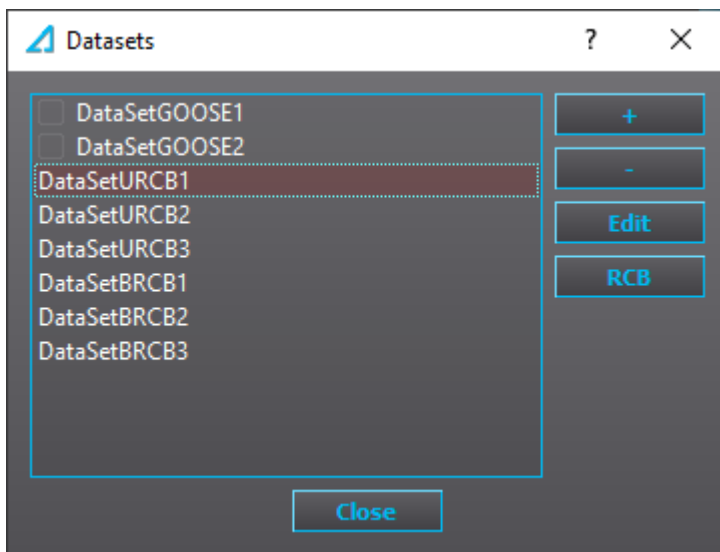 Datasets
?
DataSetGOOSE1
DataSetGOOSE2
DataSetURCB1
DataSetURCB2
DataSetURCB3
DataSetBRCB1
DataSetBRCB2
DataSetBRCB3
+
-
Edit
RCB
Close